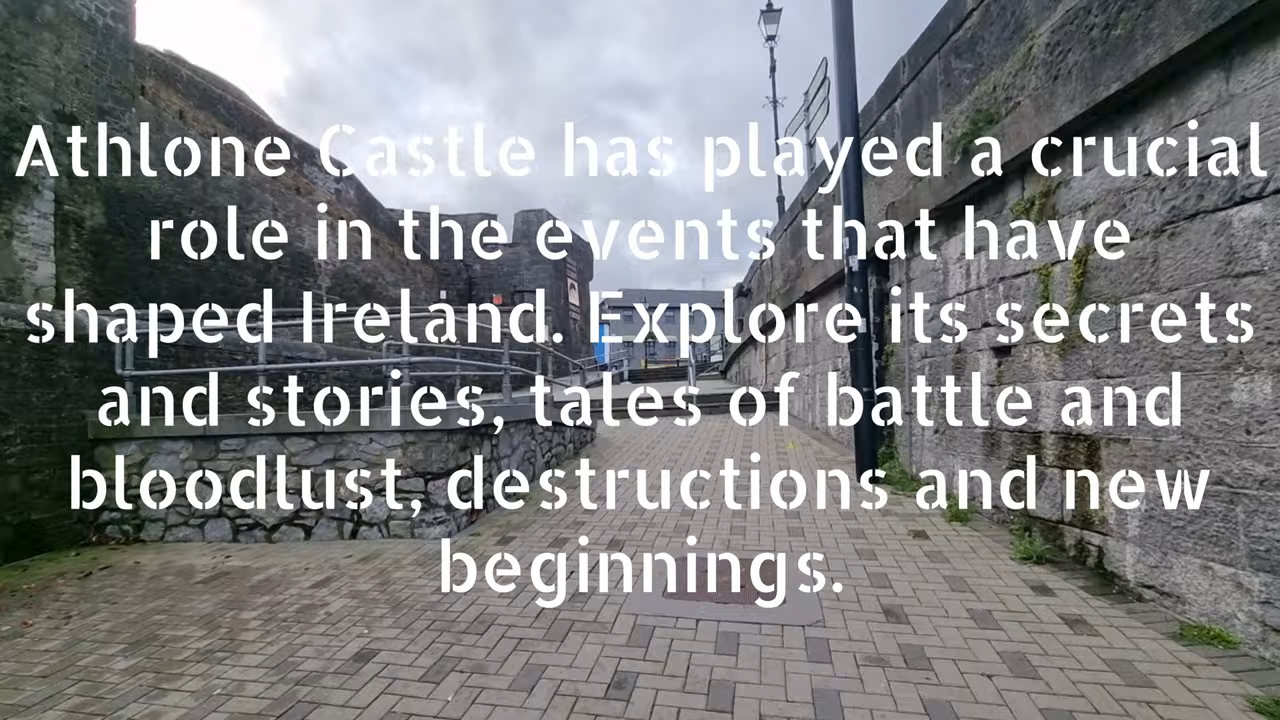 Athlone Castle has played a crucial
role in the events that have
shaped Ireland. Explore its secrets
and stories, tales of battle and
bloodlust, destructions and new
beginnings.